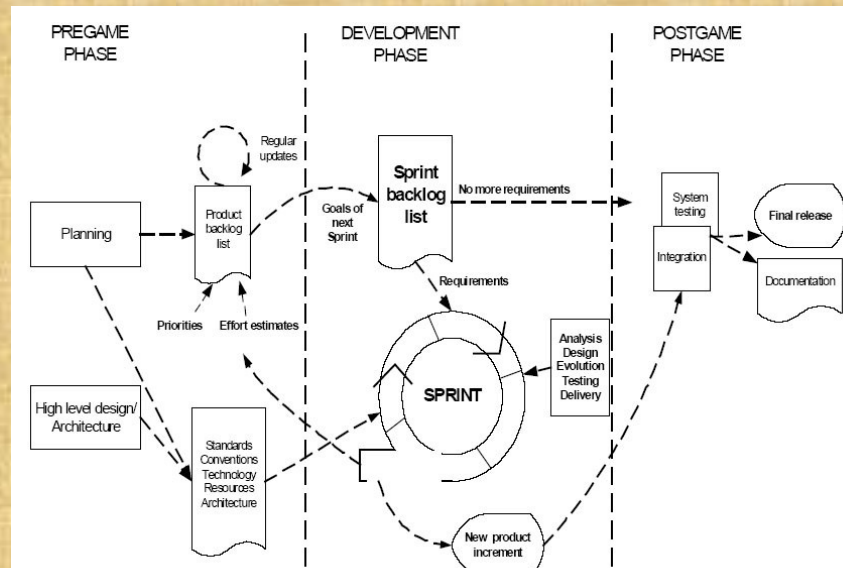 PREGAME
PHASE
DEVELOPMENT
PHASE
POSTGAME
PHASE
Regular
updates
Planning
Product
backlog
list
Goals of
next
Sprint
Sprint
backlog
list
No more requirements
System
testing
Integration
Final release
Documentation
Priorities
Effort estimates
Requirements
SPRINT
Analysis
Design
Evolution
Testing
Delivery
High level design/
Architecture
Standards
Conventions
Technology
Resources
Architecture
New product
increment